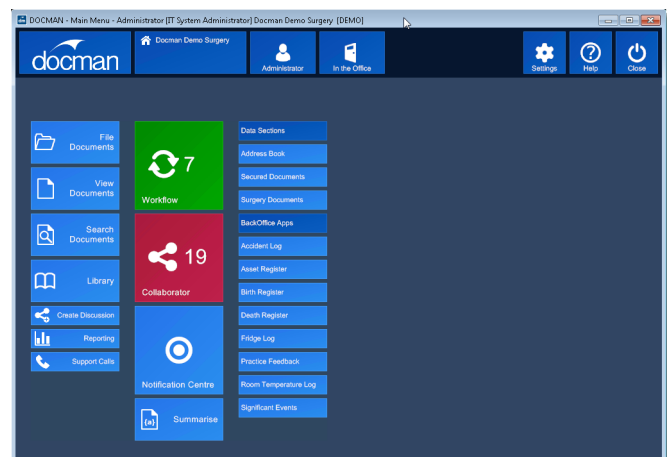 DOCMAN - Main Menu - Administrator [IT System Administrator] Docman Demo Surgery [DEMO]
docman
Docman Demo Surgery
Administrator
In the Office
Settings
Help
Close
File
Documents
View
Documents
Search
Documents
Library
Create Discussion
Reporting
Support Calls
7
Workflow
19
Collaborator
Notification Centre
{a}
Summarise
Data Sections
Address Book
Secured Documents
Surgery Documents
BackOffice Apps
Accident Log
Asset Register
Birth Register
Death Register
Fridge Log
Practice Feedback
Room Temperature Log
Significant Events